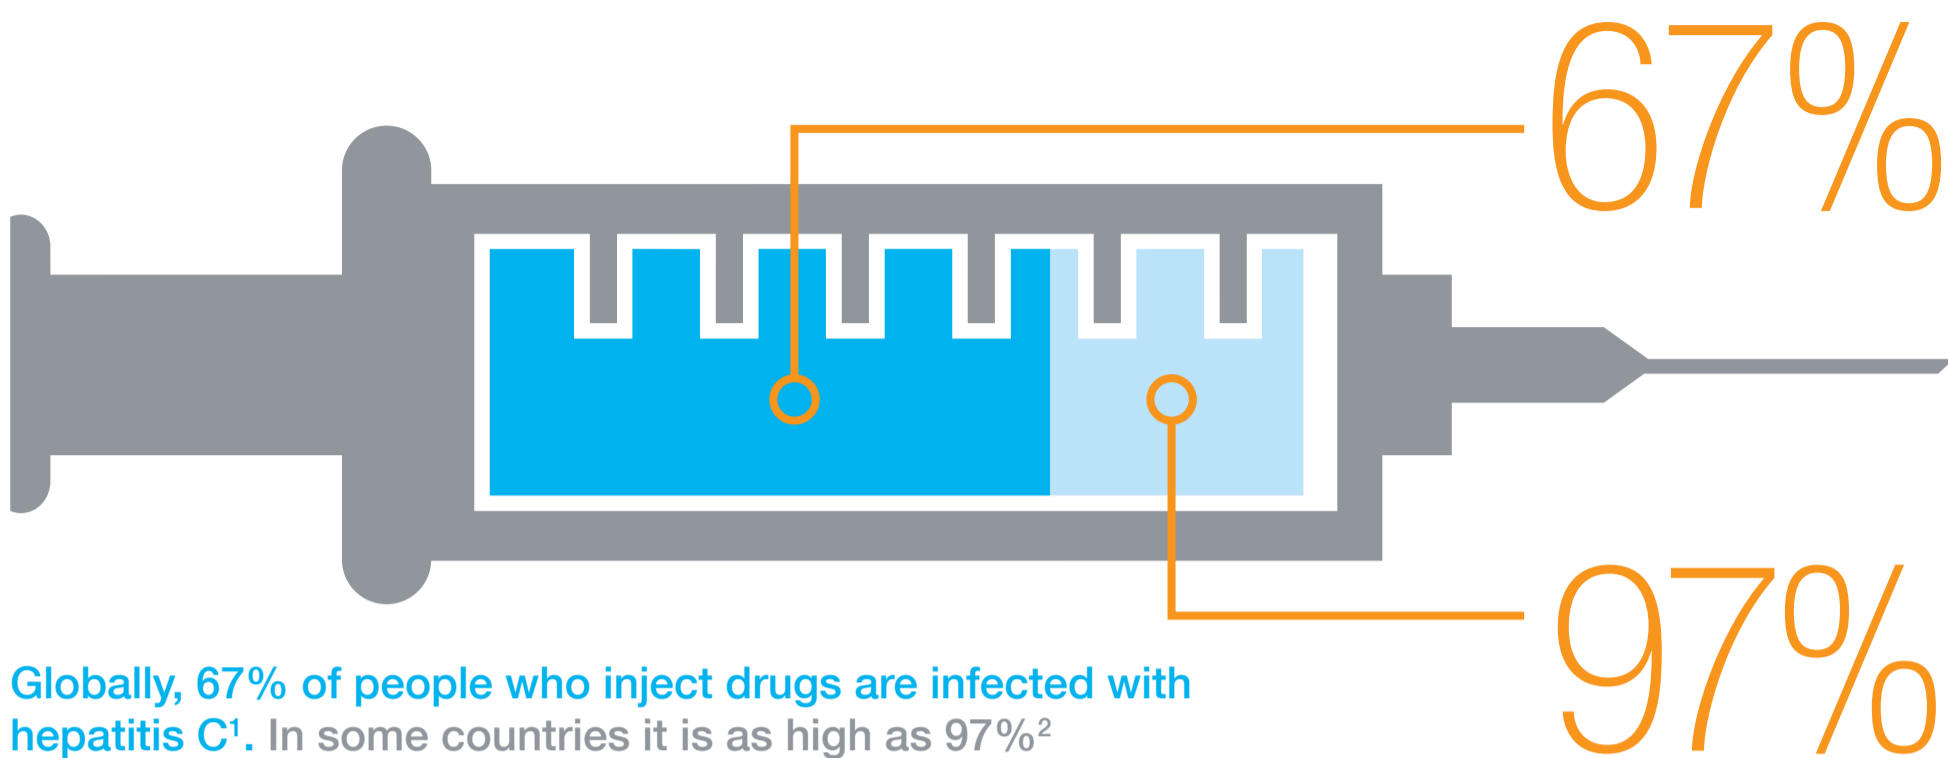 67%
97%
Globally, 67% of people who inject drugs are infected with
hepatitis C¹. In some countries it is as high as 97%²